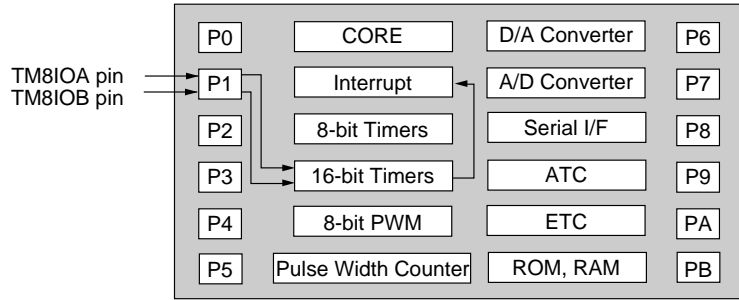 P0 CORE D/A Converter P6
TM8IOA pin P1 Interrupt A/D Converter P7
TM8IOB pin
P2 8-bit Timers Serial I/F P8
P3 16-bit Timers ATC P9
P4 8-bit PWM ETC PA
P5 Pulse Width Counter ROM, RAM PB